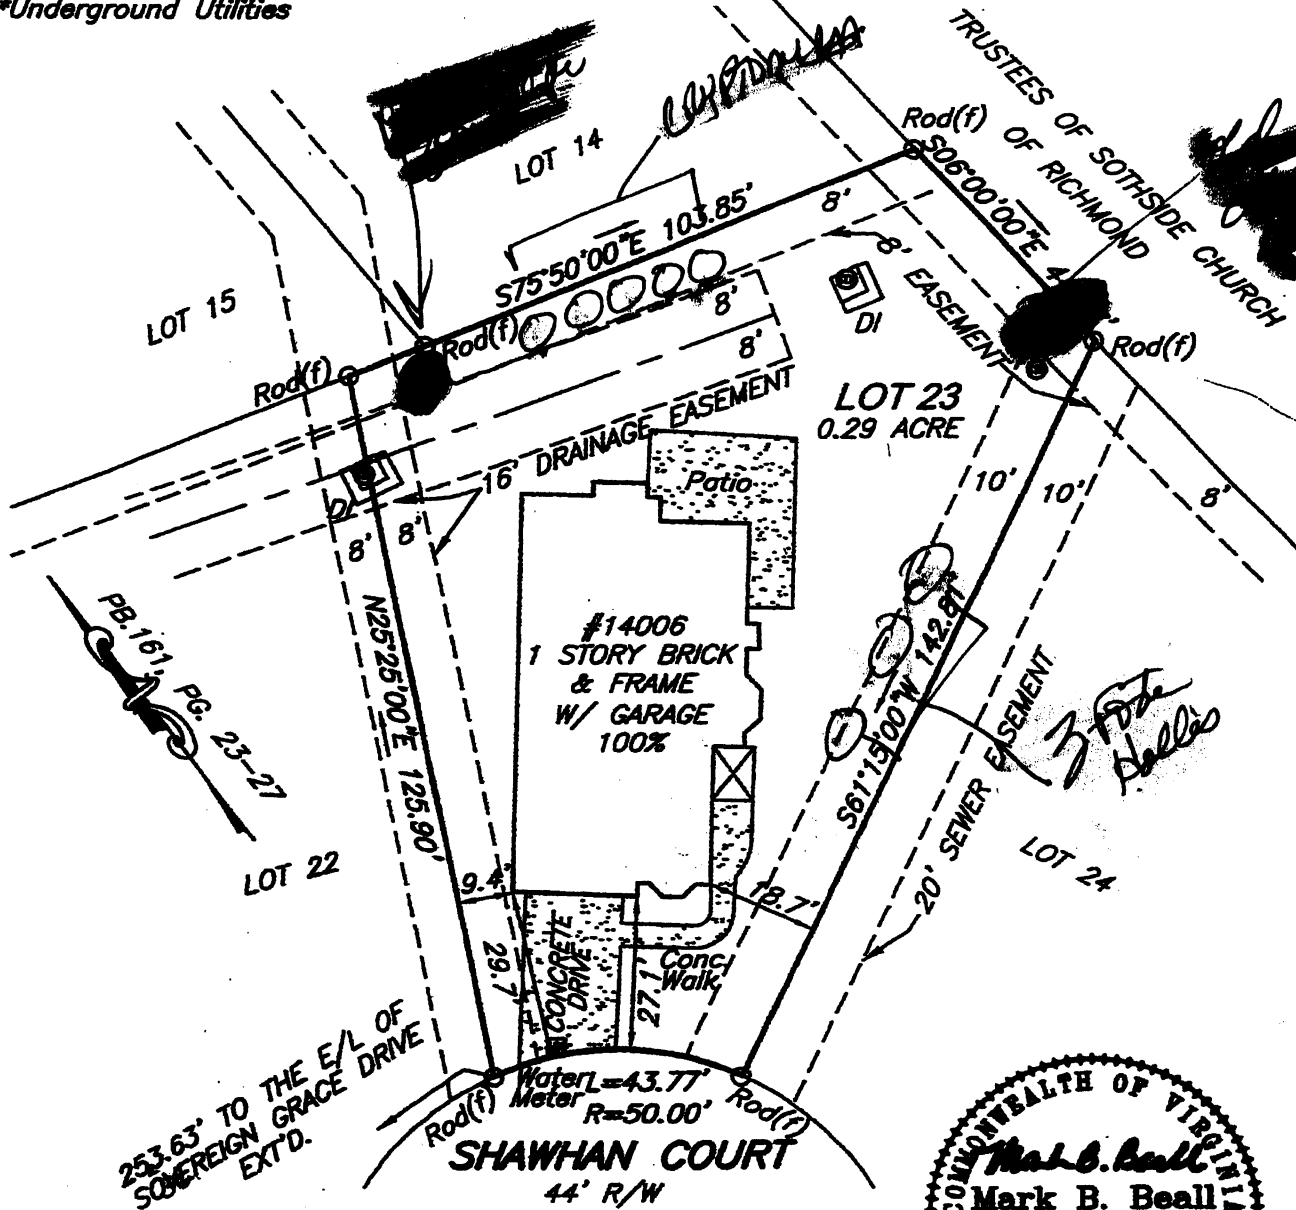 *Underground Utilities
TRUSTEES OF SOTHSIDE CHURCH
OF RICHMOND
Rod(f)
S06°00'00"E 4
LOT 14
S75°50'00"E 103.85'
8'
8' EASEMENT
LOT 15
Rod(f)
Rod(f)
8'
8'
DI
Rod(f)
LOT 23
0.29 ACRE
16' DRAINAGE EASEMENT
Patio
10'
10'
8'
DI
8'
8'
N25°25'00"E 125.90'
PB.161, PG. 23-27
#14006
1 STORY BRICK
& FRAME
W/ GARAGE
100%
S61°15'00"W 142.81'
3
Hollies
20' SEWER EASEMENT
LOT 24
LOT 22
9.4'
18.7'
29.7'
CONCRETE
DRIVE
27.1'
Conc.
Walk
253.63' TO THE E/L OF
SOVEREIGN GRACE DRIVE
EXT'D.
Rod(f)
Water
Meter
L=43.77'
R=50.00'
Rod(f)
SHAWHAN COURT
44' R/W
COMMONWEALTH OF VIRGINIA
Mark B. Beall
Mark B. Beall